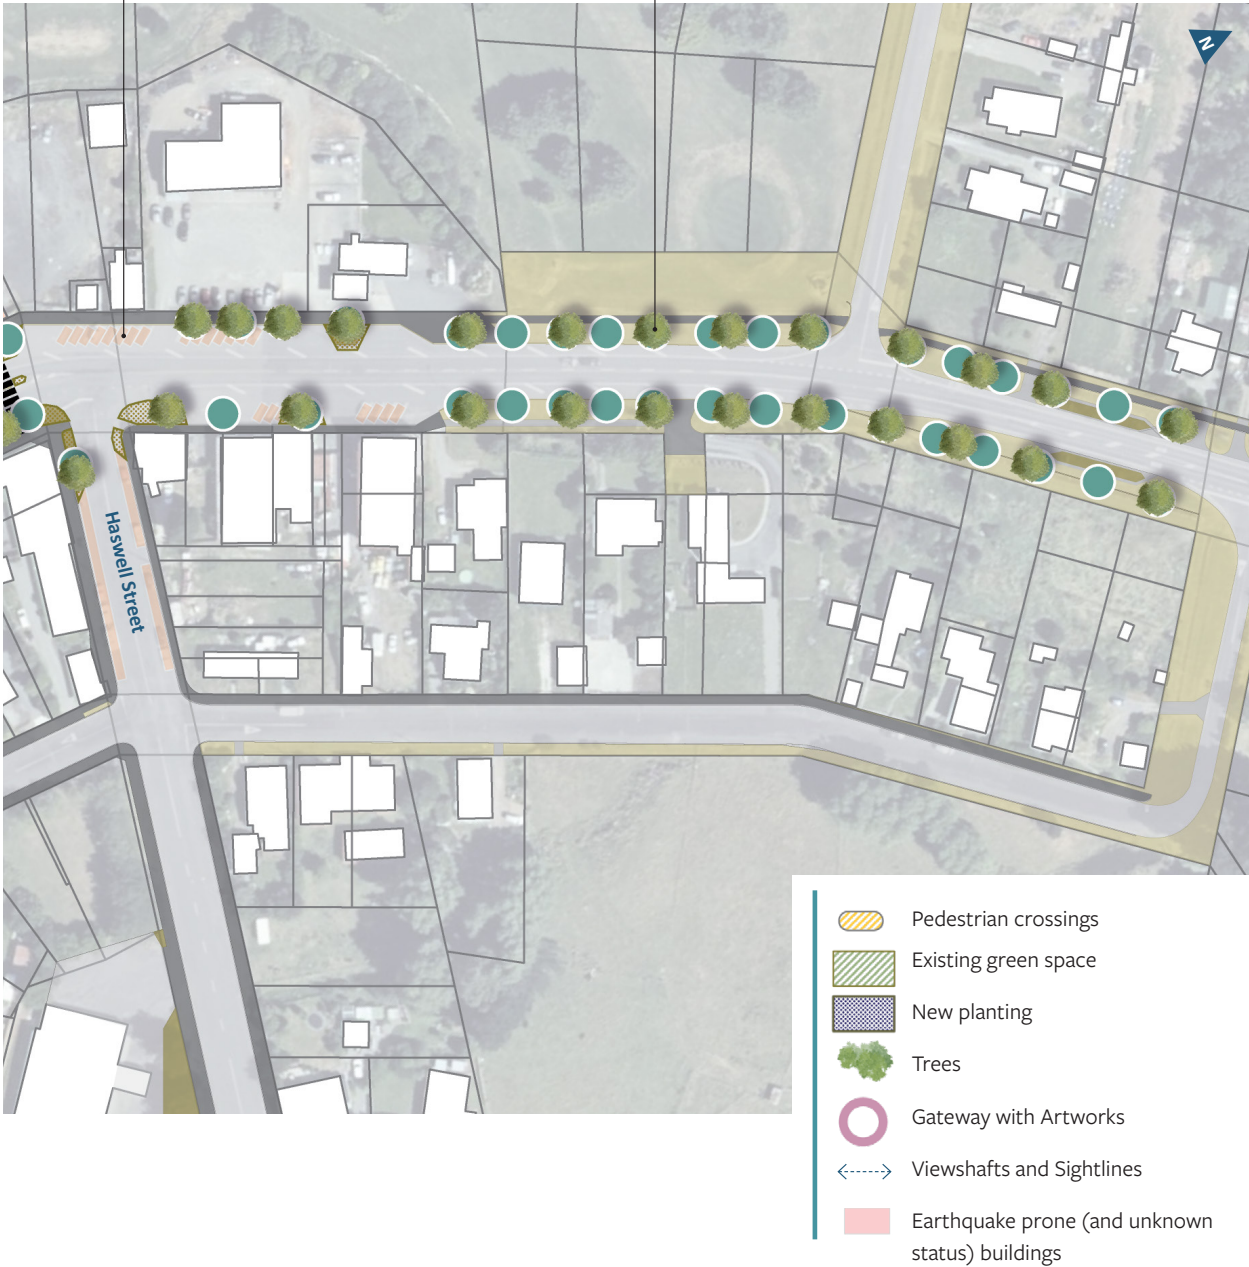 N
Haswell Street
Pedestrian crossings
Existing green space
New planting
Trees
Gateway with Artworks
Viewshafts and Sightlines
Earthquake prone (and unknown
status) buildings